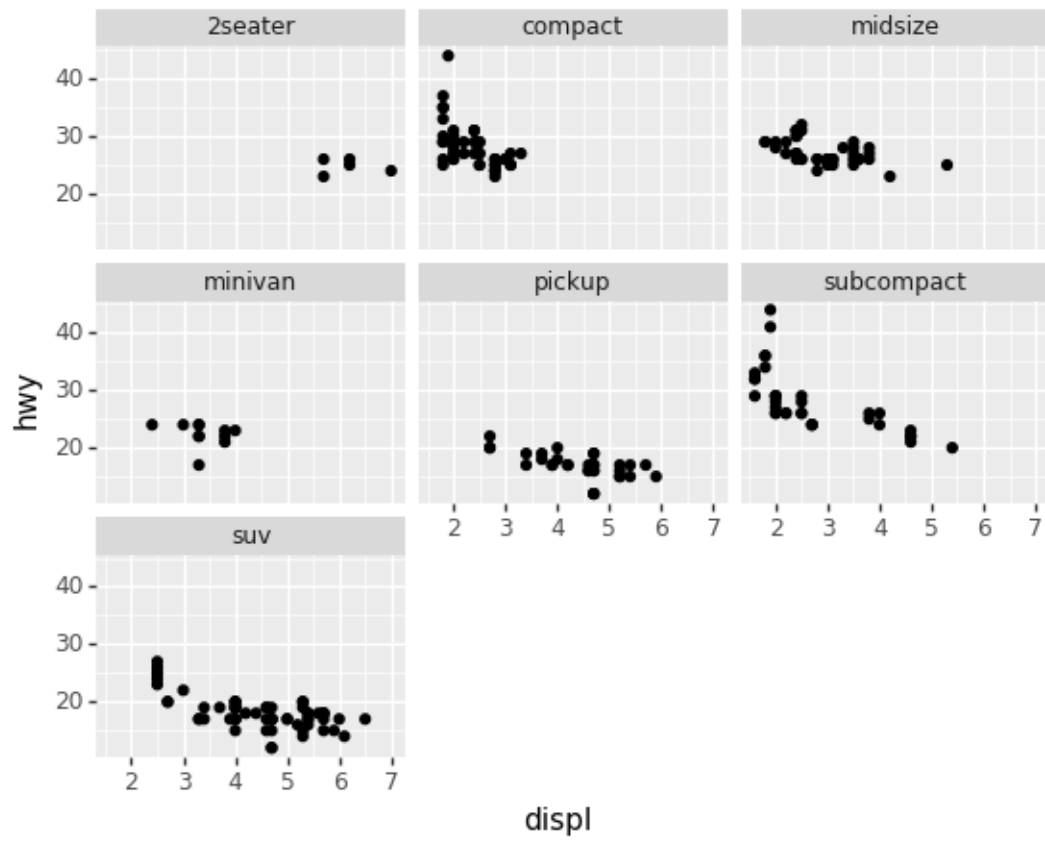 2seater compact midsize
40
30
20
minivan pickup subcompact
40
30
20
2 3 4 5 6 7 2 3 4 5 6 7
suv
40
30
20
2 3 4 5 6 7
hwy
displ